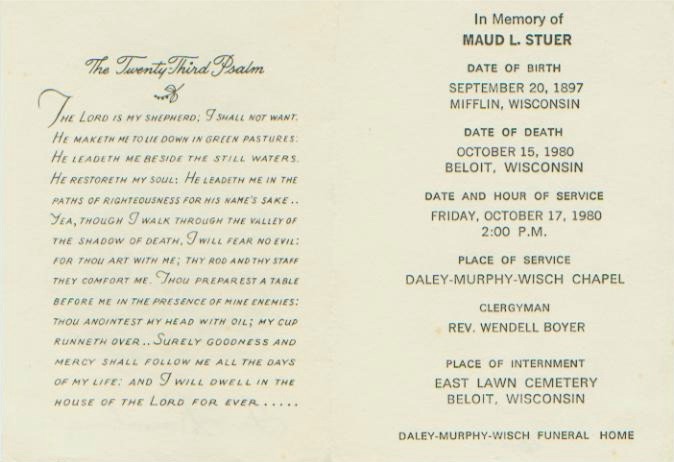 The Twenty-Third Psalm
THE LORD IS MY SHEPHERD; I SHALL NOT WANT.
HE MAKETH ME TO LIE DOWN IN GREEN PASTURES:
HE LEADETH ME BESIDE THE STILL WATERS.
HE RESTORETH MY SOUL: HE LEADETH ME IN THE
PATHS OF RIGHTEOUSNESS FOR HIS NAME'S SAKE..
YEA, THOUGH I WALK THROUGH THE VALLEY OF
THE SHADOW OF DEATH, I WILL FEAR NO EVIL:
FOR THOU ART WITH ME; THY ROD AND THY STAFF
THEY COMFORT ME. THOU PREPAREST A TABLE
BEFORE ME IN THE PRESENCE OF MINE ENEMIES:
THOU ANOINTEST MY HEAD WITH OIL; MY CUP
RUNNETH OVER.. SURELY GOODNESS AND
MERCY SHALL FOLLOW ME ALL THE DAYS
OF MY LIFE: AND I WILL DWELL IN THE
HOUSE OF THE LORD FOR EVER.....
In Memory of
MAUD L. STUER
DATE OF BIRTH
SEPTEMBER 20, 1897
MIFFLIN, WISCONSIN
DATE OF DEATH
OCTOBER 15, 1980
BELOIT, WISCONSIN
DATE AND HOUR OF SERVICE
FRIDAY, OCTOBER 17, 1980
2:00 P.M.
PLACE OF SERVICE
DALEY-MURPHY-WISCH CHAPEL
CLERGYMAN
REV. WENDELL BOYER
PLACE OF INTERNMENT
EAST LAWN CEMETERY
BELOIT, WISCONSIN
DALEY-MURPHY-WISCH FUNERAL HOME